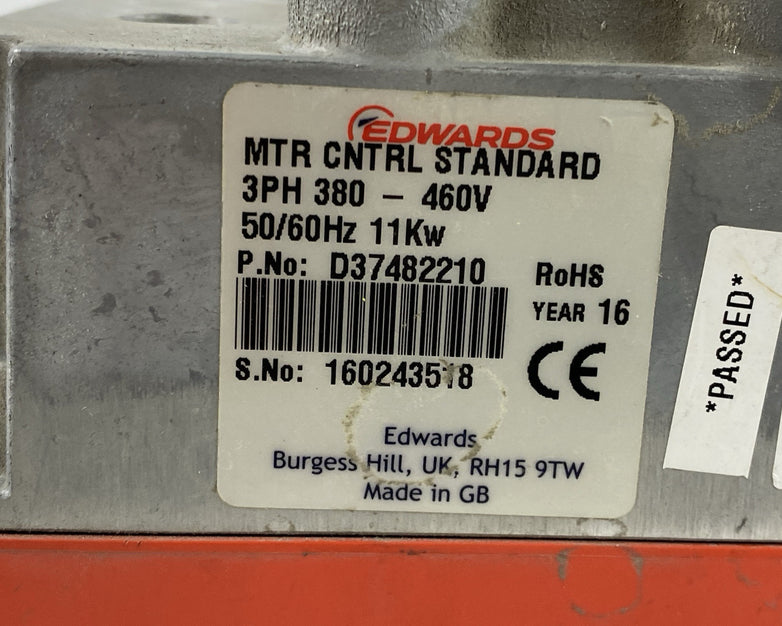 EDWARDS
MTR CNTRL STANDARD
3PH 380 – 460V
50/60Hz 11Kw
P.No: D37482210
RoHS
YEAR 16
CE
S.No: 160243518
Edwards
Burgess Hill, UK, RH15 9TW
Made in GB
*PASSED*